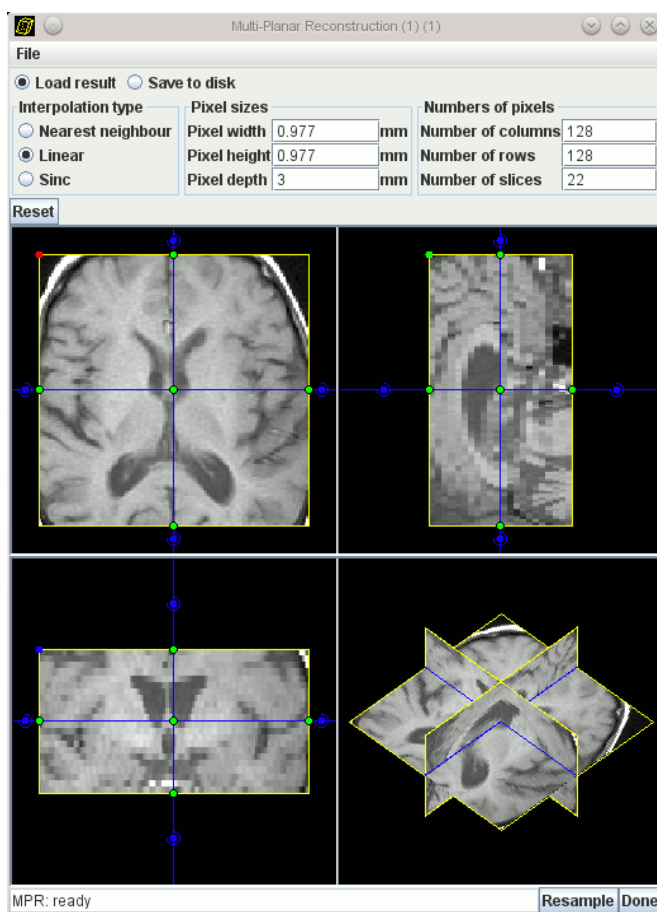 Multi-Planar Reconstruction (1) (1)
File
Load result Save to disk
Interpolation type Pixel sizes Numbers of pixels
Nearest neighbour Pixel width 0.977 mm Number of columns 128
Linear Pixel height 0.977 mm Number of rows 128
Sinc Pixel depth 3 mm Number of slices 22
Reset
MPR: ready Resample Done